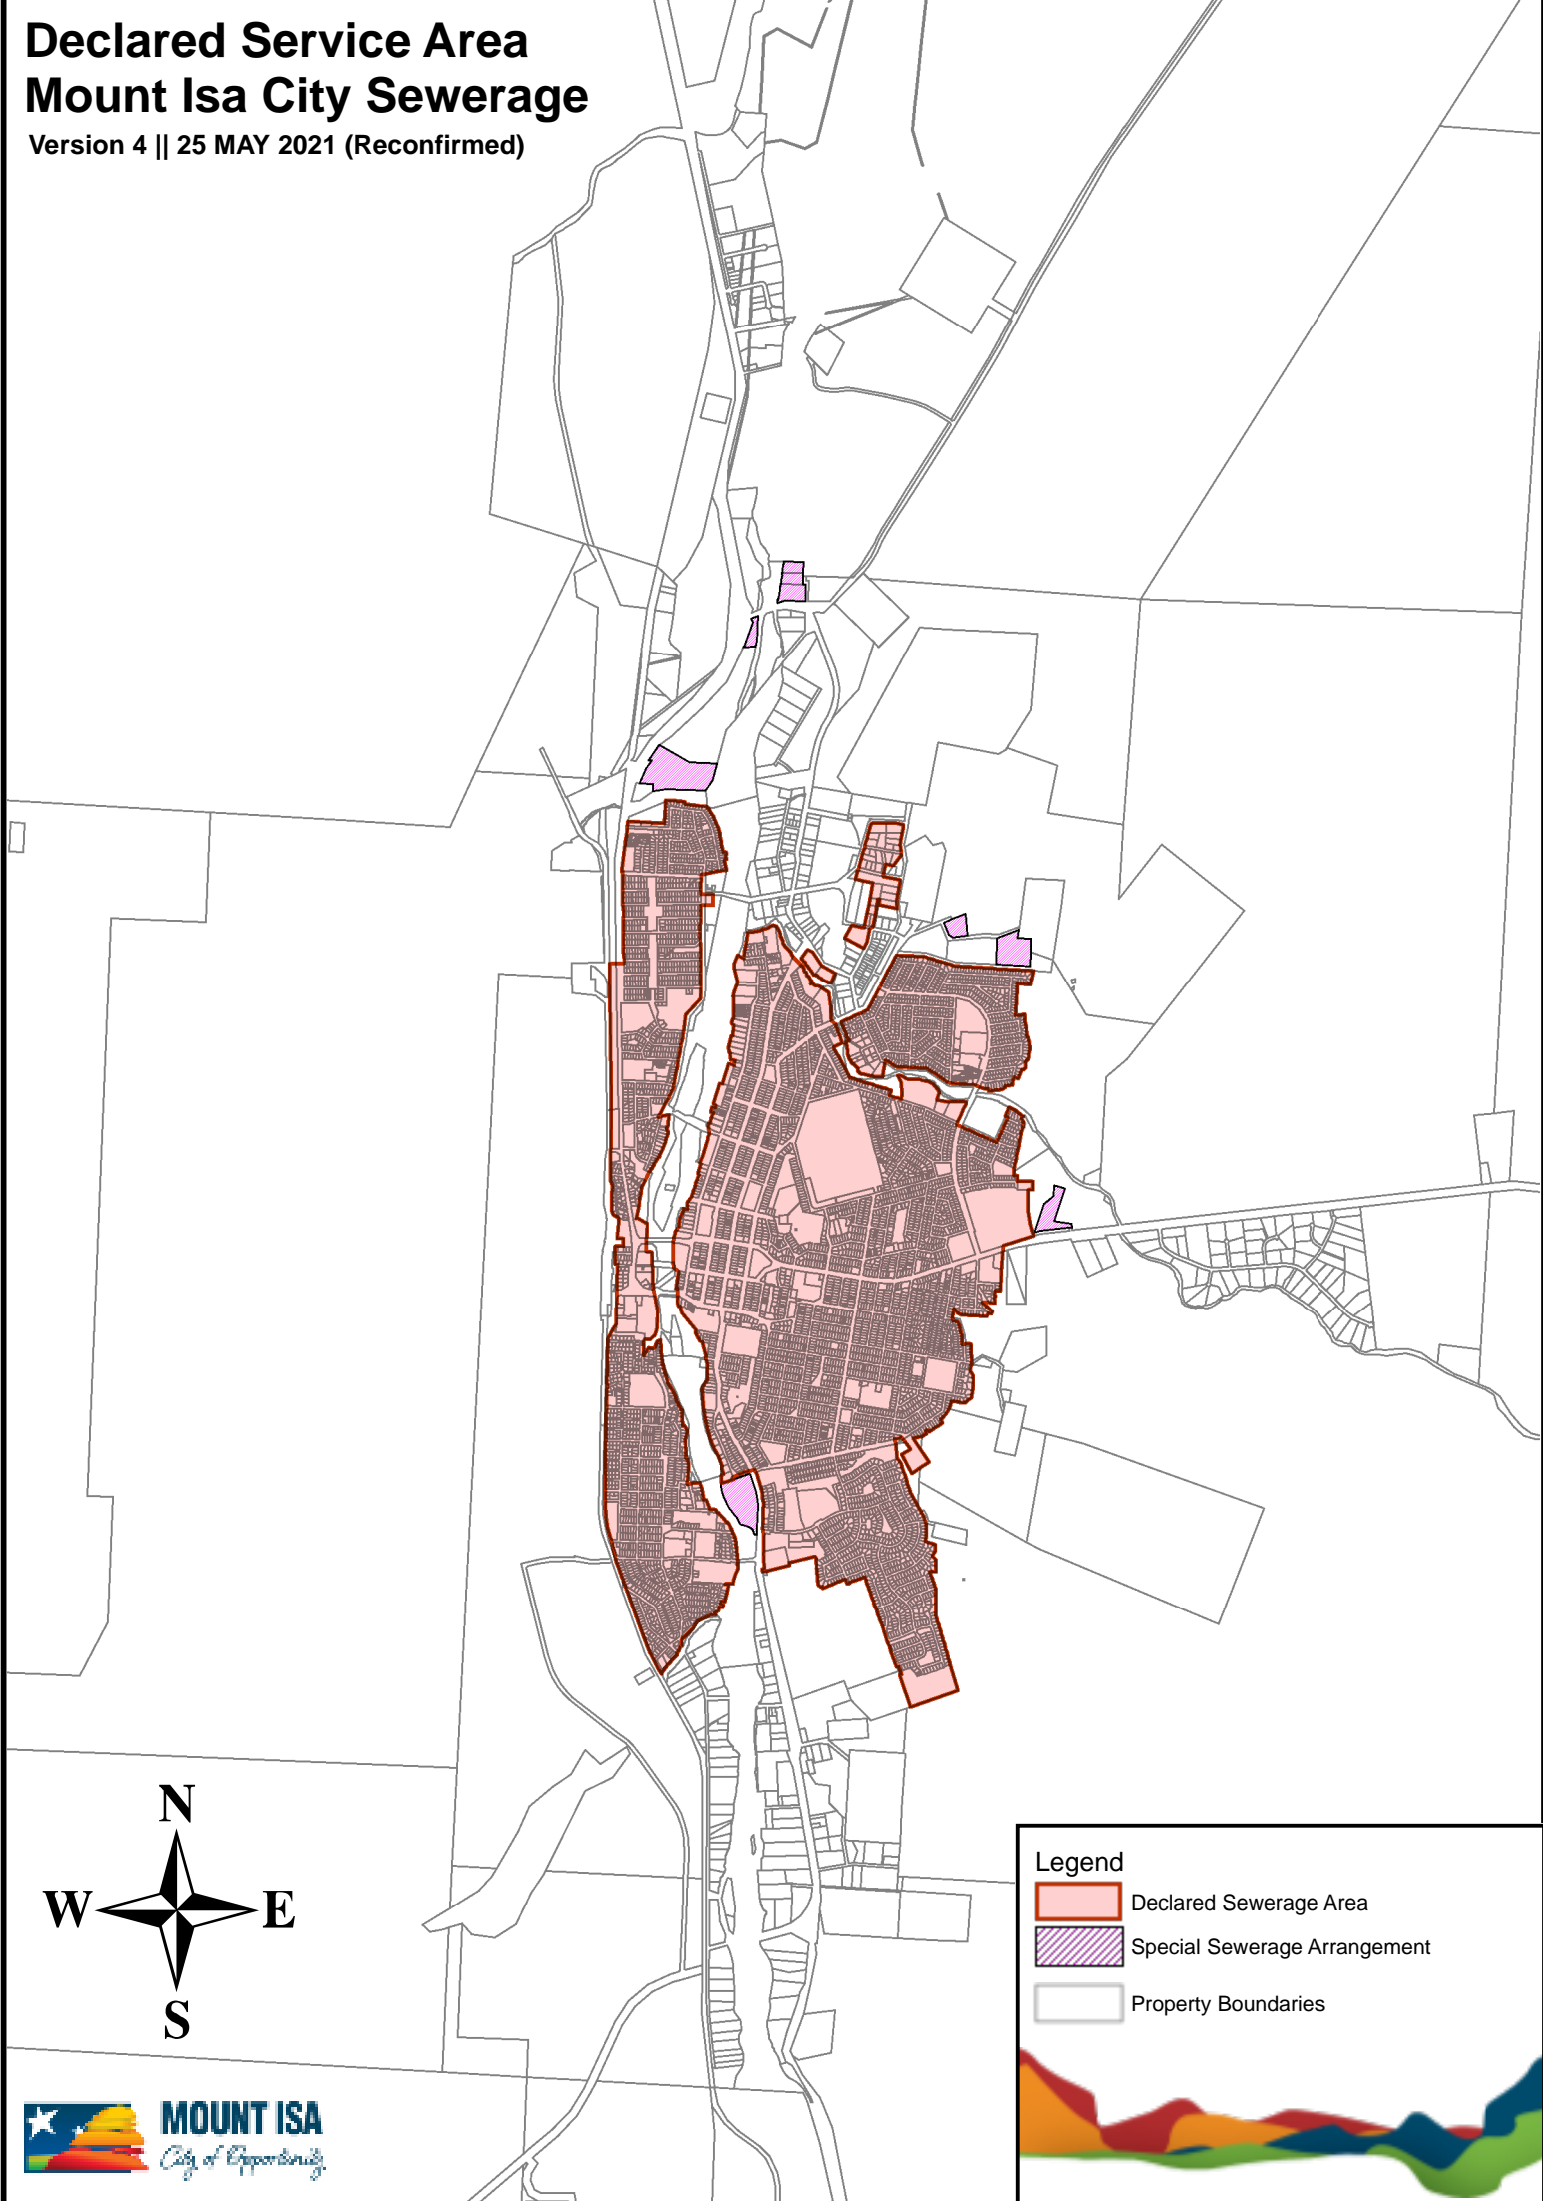 Declared Service Area
Mount Isa City Sewerage
Version 4 || 25 MAY 2021 (Reconfirmed)
N
W E
S
Legend
Declared Sewerage Area
Special Sewerage Arrangement
Property Boundaries
MOUNT ISA
City of Opportunity